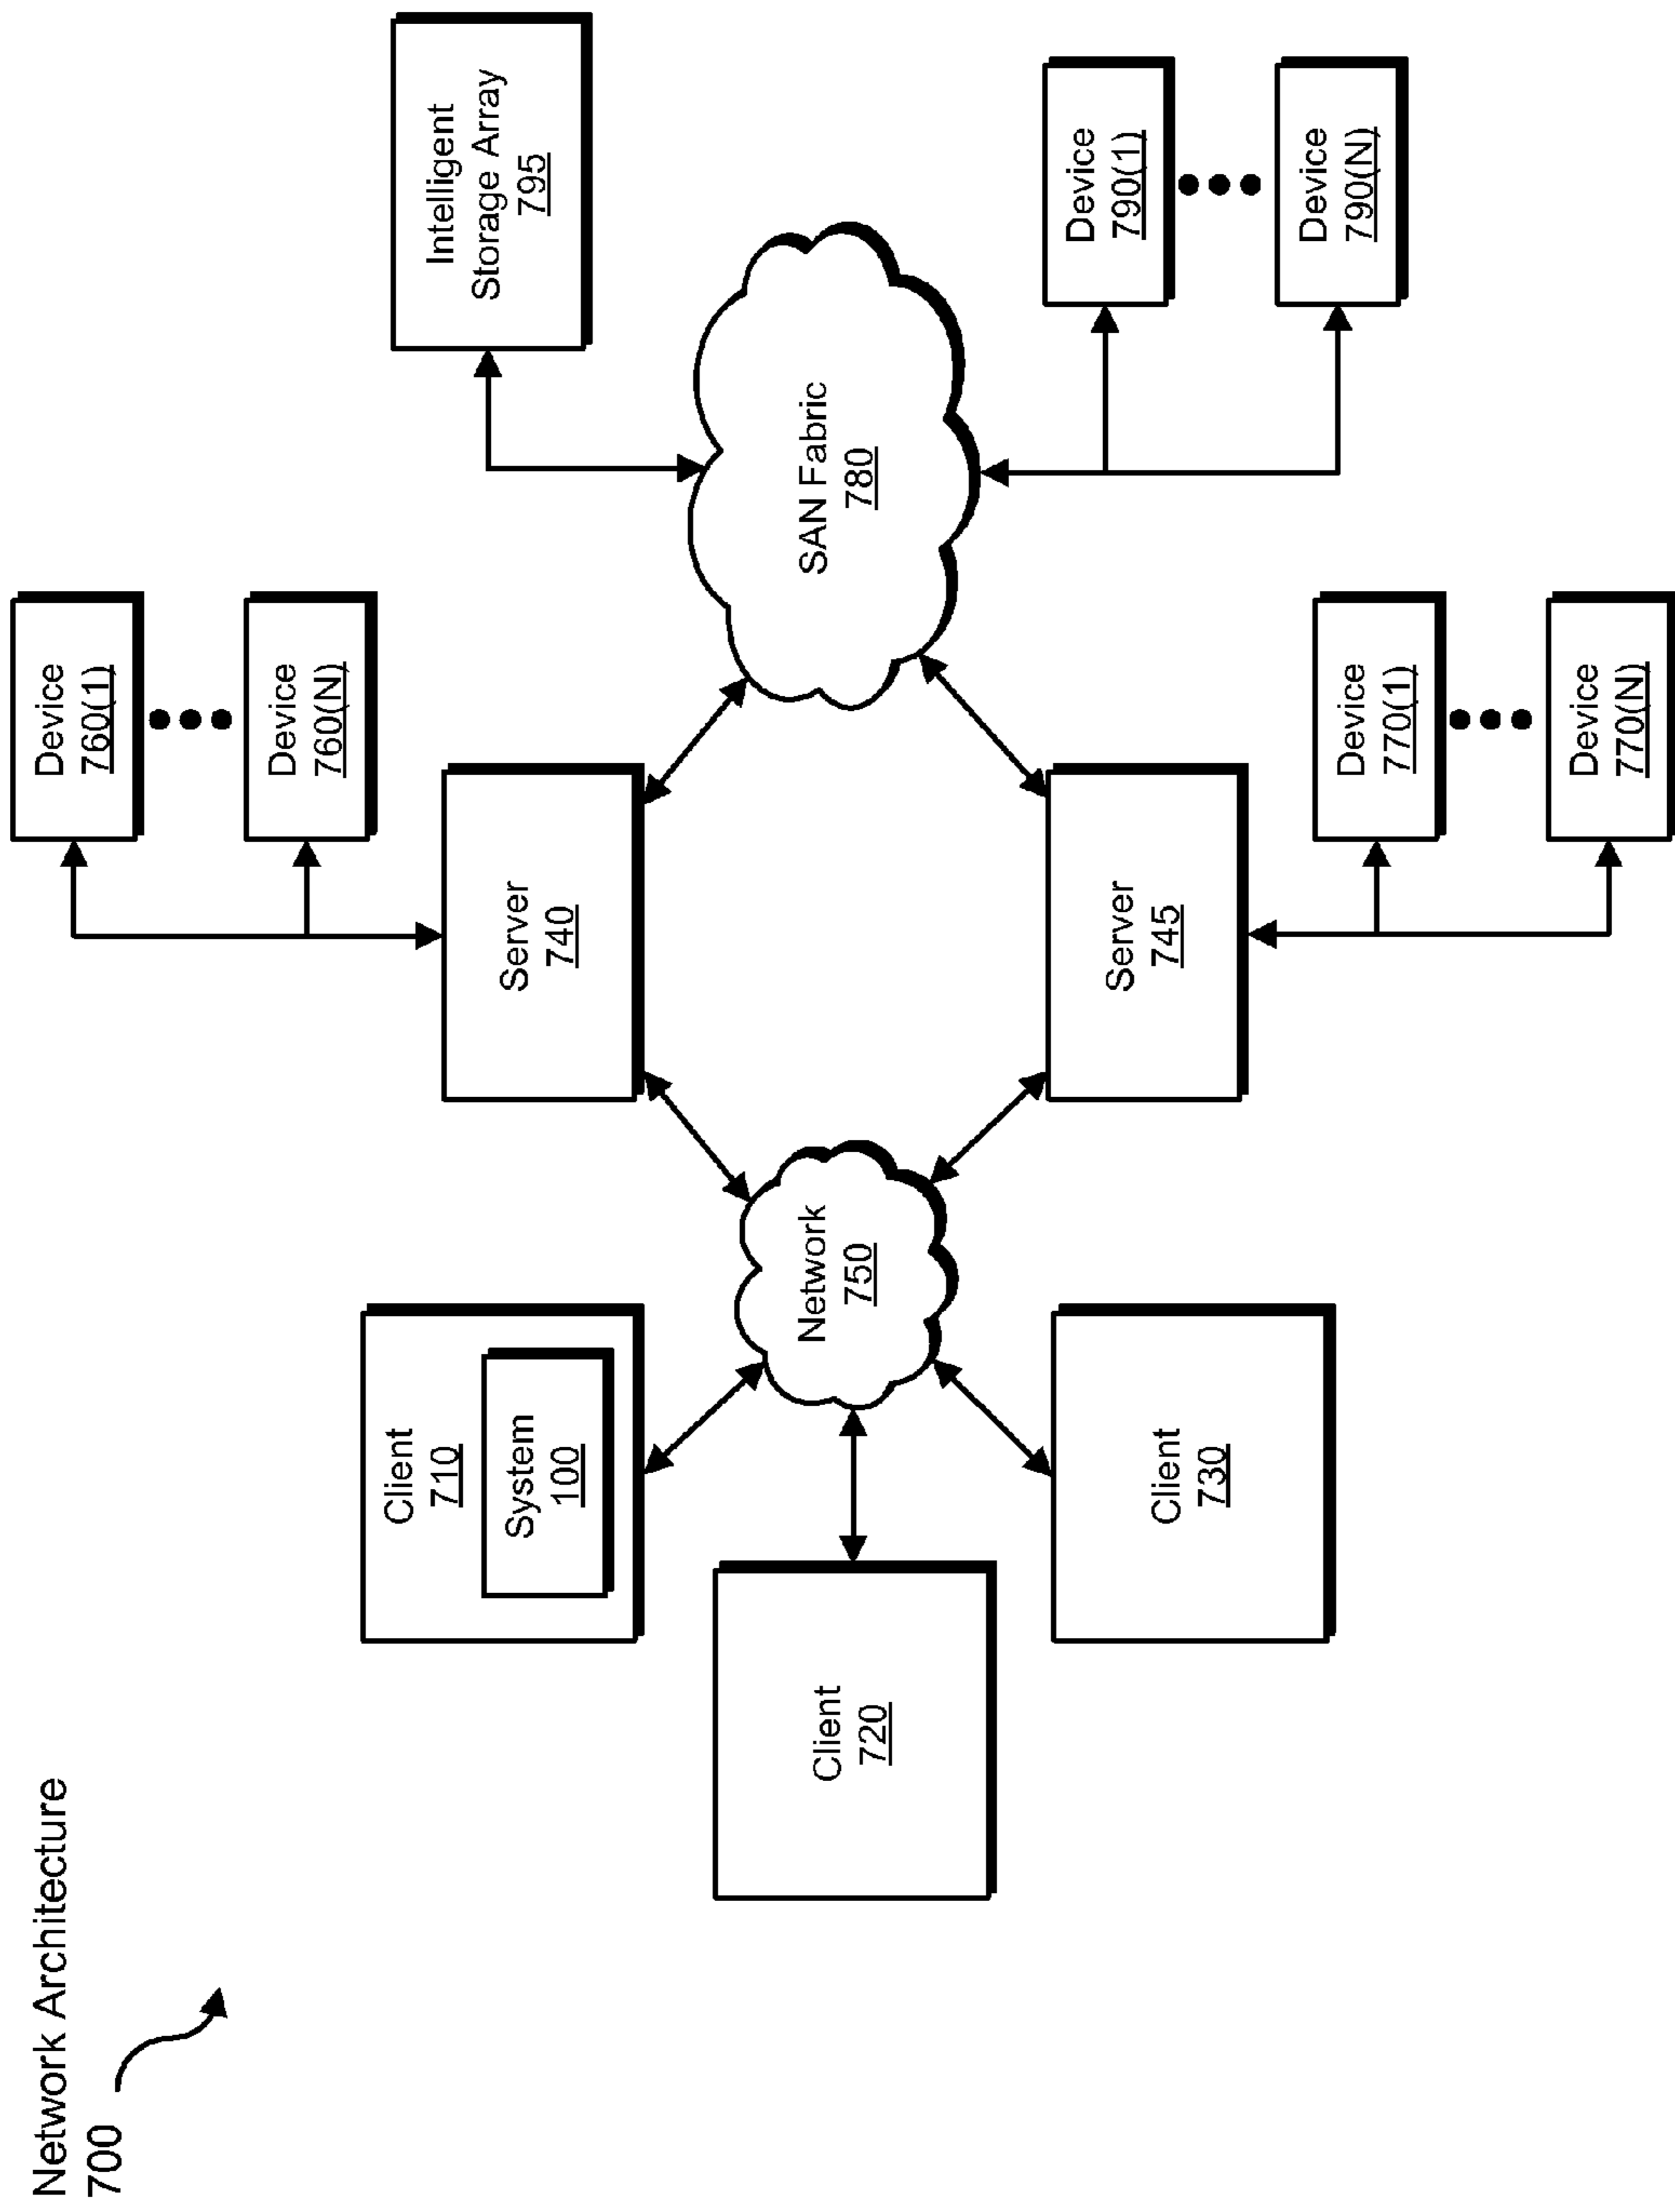 Network Architecture
700
Device
760(1)
Device
760(N)
Intelligent
Storage Array
795
Client
710
System
100
Server
740
Client
720
Network
750
SAN Fabric
780
Client
730
Server
745
Device
790(1)
Device
790(N)
Device
770(1)
Device
770(N)